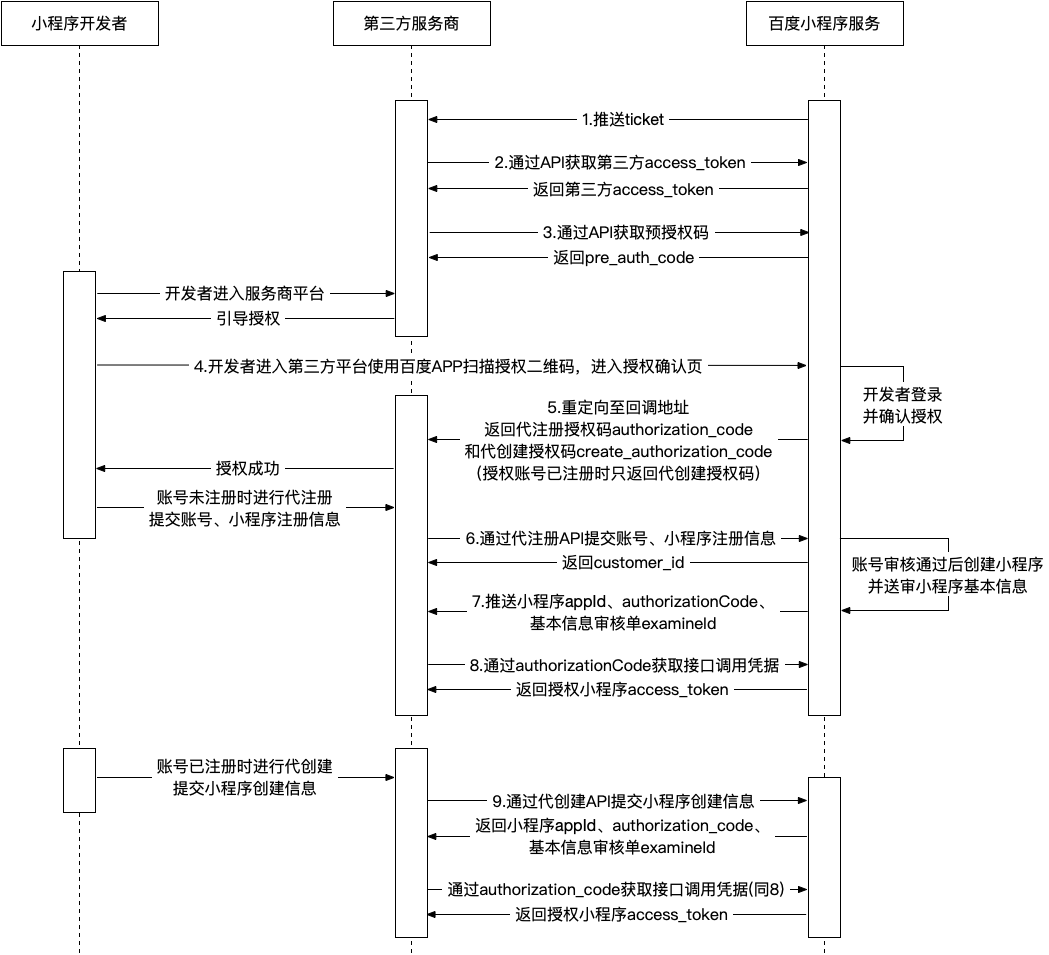 小程序开发者
第三方服务商
百度小程序服务
1.推送ticket
2.通过API获取第三方access_token
返回第三方access_token
3.通过API获取预授权码
返回pre_auth_code
开发者进入服务商平台
引导授权
4.开发者进入第三方平台使用百度APP扫描授权二维码，进入授权确认页
开发者登录
并确认授权
5.重定向至回调地址
返回代注册授权码authorization_code
和代创建授权码create_authorization_code
（授权账号已注册时只返回代创建授权码）
授权成功
账号未注册时进行代注册
提交账号、小程序注册信息
6.通过代注册API提交账号、小程序注册信息
返回customer_id
账号审核通过后创建小程序
并送审小程序基本信息
7.推送小程序appId、authorizationCode、
基本信息审核单examineId
8.通过authorizationCode获取接口调用凭据
返回授权小程序access_token
账号已注册时进行代创建
提交小程序创建信息
9.通过代创建API提交小程序创建信息
返回小程序appId、authorization_code、
基本信息审核单examineId
通过authorization_code获取接口调用凭据(同8)
返回授权小程序access_token